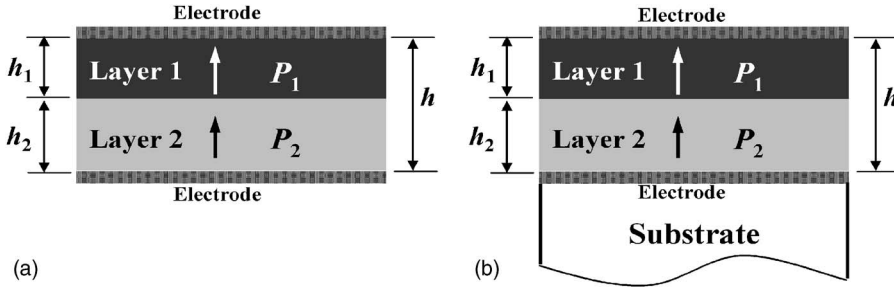 Electrode
h1
Layer 1 P1
h
h2
Layer 2 P2
Electrode
(a)
Electrode
h1
Layer 1 P1
h
h2
Layer 2 P2
Electrode
Substrate
(b)